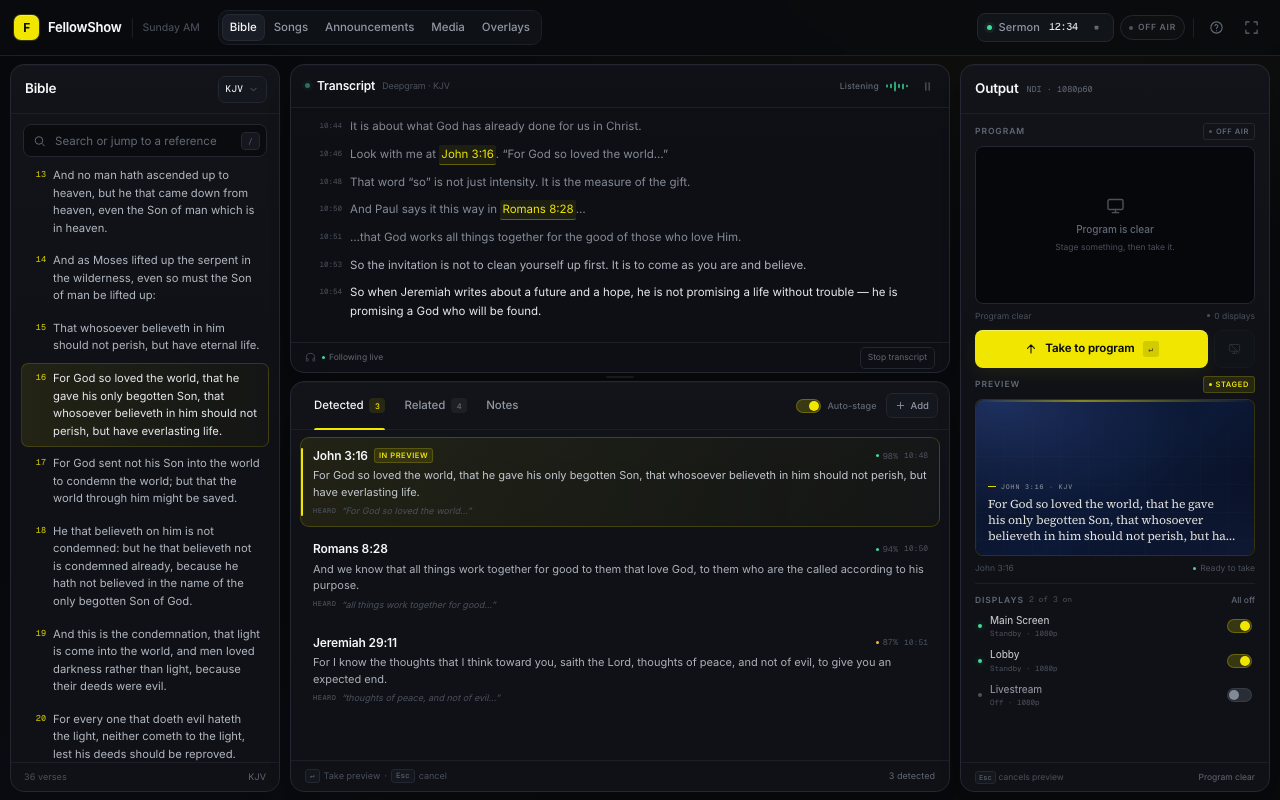 F FellowShow Sunday AM Bible Songs Announcements Media Overlays Sermon 12:34 OFF AIR
Bible KJV
Search or jump to a reference /
13 And no man hath ascended up to
heaven, but he that came down from
heaven, even the Son of man which is
in heaven.
14 And as Moses lifted up the serpent in
the wilderness, even so must the Son
of man be lifted up:
15 That whosoever believeth in him
should not perish, but have eternal life.
16 For God so loved the world, that he
gave his only begotten Son, that
whosoever believeth in him should not
perish, but have everlasting life.
17 For God sent not his Son into the world
to condemn the world; but that the
world through him might be saved.
18 He that believeth on him is not
condemned: but he that believeth not
is condemned already, because he
hath not believed in the name of the
only begotten Son of God.
19 And this is the condemnation, that light
is come into the world, and men loved
darkness rather than light, because
their deeds were evil.
20 For every one that doeth evil hateth
the light, neither cometh to the light,
lest his deeds should be reproved.
36 verses KJV
Transcript Deepgram · KJV Listening
10:44 It is about what God has already done for us in Christ.
10:46 Look with me at John 3:16. “For God so loved the world…”
10:48 That word “so” is not just intensity. It is the measure of the gift.
10:50 And Paul says it this way in Romans 8:28…
10:51 …that God works all things together for the good of those who love Him.
10:53 So the invitation is not to clean yourself up first. It is to come as you are and believe.
10:54 So when Jeremiah writes about a future and a hope, he is not promising a life without trouble — he is
promising a God who will be found.
Following live Stop transcript
Detected 3 Related 4 Notes Auto-stage + Add
John 3:16 IN PREVIEW 98% 10:48
For God so loved the world, that he gave his only begotten Son, that whosoever believeth in him should not perish, but
have everlasting life.
HEARD “For God so loved the world…”
Romans 8:28 94% 10:50
And we know that all things work together for good to them that love God, to them who are the called according to his
purpose.
HEARD “all things work together for good…”
Jeremiah 29:11 87% 10:51
For I know the thoughts that I think toward you, saith the Lord, thoughts of peace, and not of evil, to give you an
expected end.
HEARD “thoughts of peace, and not of evil…”
↵ Take preview · Esc cancel 3 detected
Output NDI · 1080p60
PROGRAM OFF AIR
Program is clear
Stage something, then take it.
Program clear 0 displays
↑ Take to program ↵
PREVIEW STAGED
JOHN 3:16 · KJV
For God so loved the world, that he gave
his only begotten Son, that whosoever
believeth in him should not perish, but ha…
John 3:16 Ready to take
DISPLAYS 2 of 3 on All off
Main Screen
Standby · 1080p
Lobby
Standby · 1080p
Livestream
Off · 1080p
Esc cancels preview Program clear